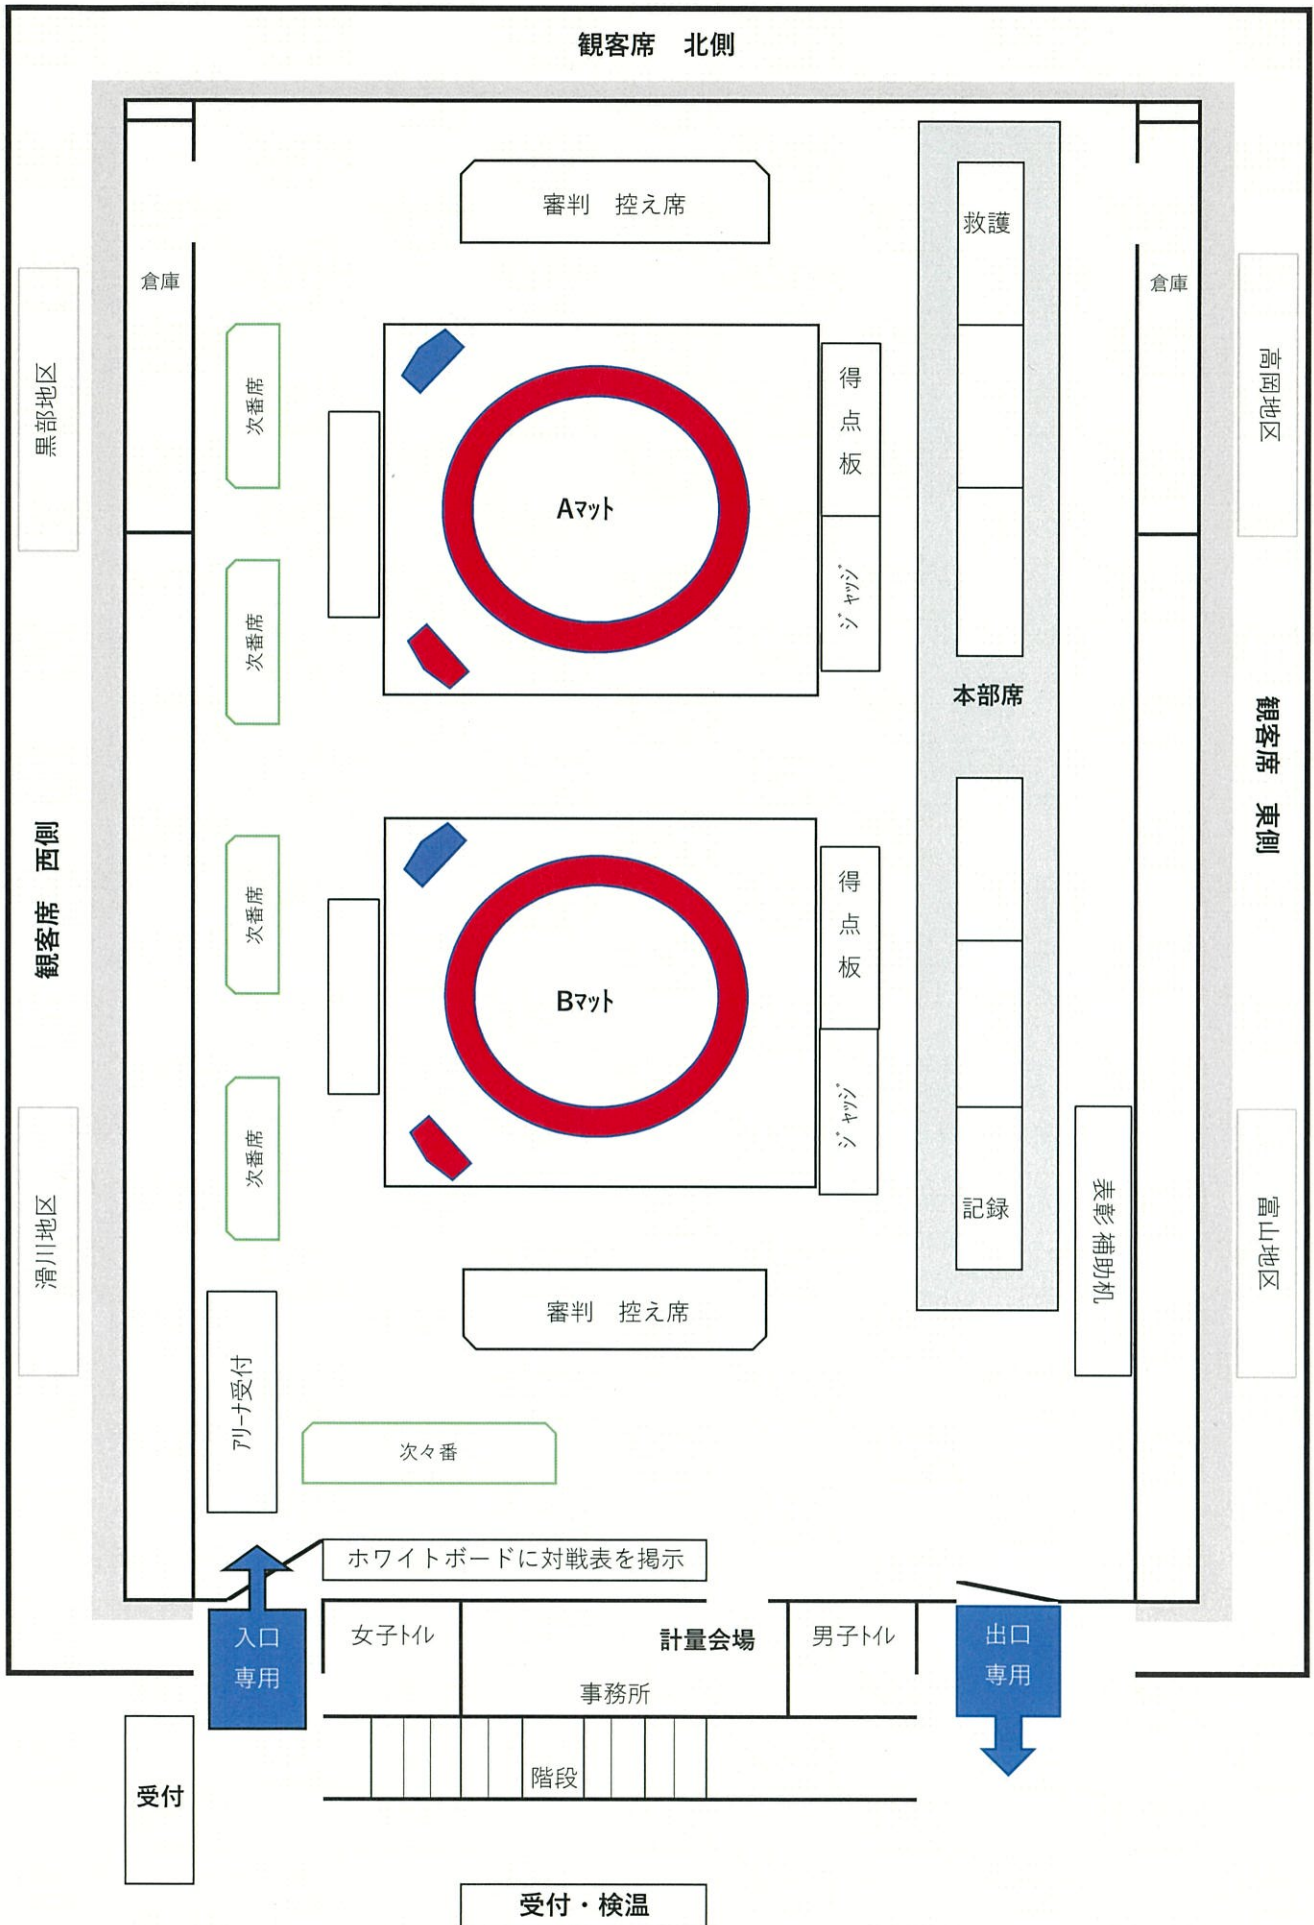 観客席　北側
審判　控え席
救護
倉庫
倉庫
黒部地区
高岡地区
次番席
得点板
Aマット
ジャッジ
次番席
本部席
観客席　東側
観客席　西側
次番席
得点板
Bマット
ジャッジ
次番席
滑川地区
記録
表彰 補助机
富山地区
審判　控え席
アリーナ受付
次々番
ホワイトボードに対戦表を掲示
入口
専用
女子トイレ
計量会場
男子トイレ
出口
専用
事務所
階段
受付
受付・検温